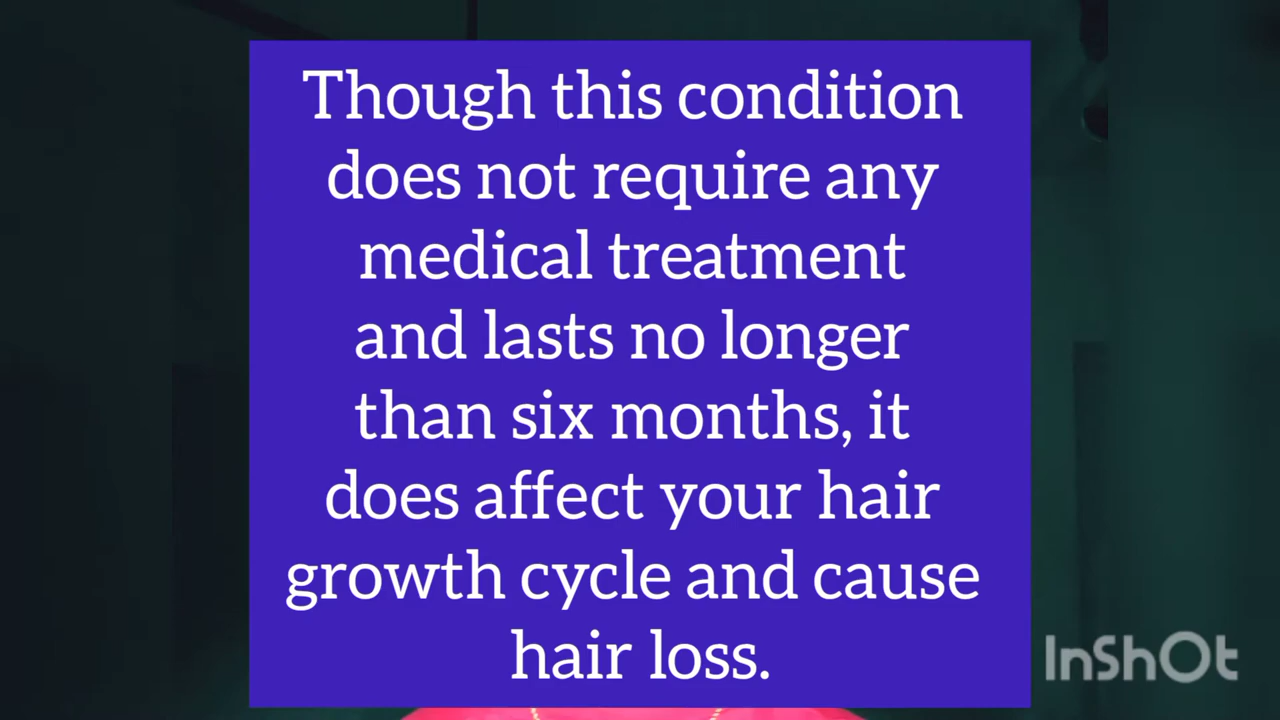 Though this condition
does not require any
medical treatment
and lasts no longer
than six months, it
does affect your hair
growth cycle and cause
hair loss.
InShOt